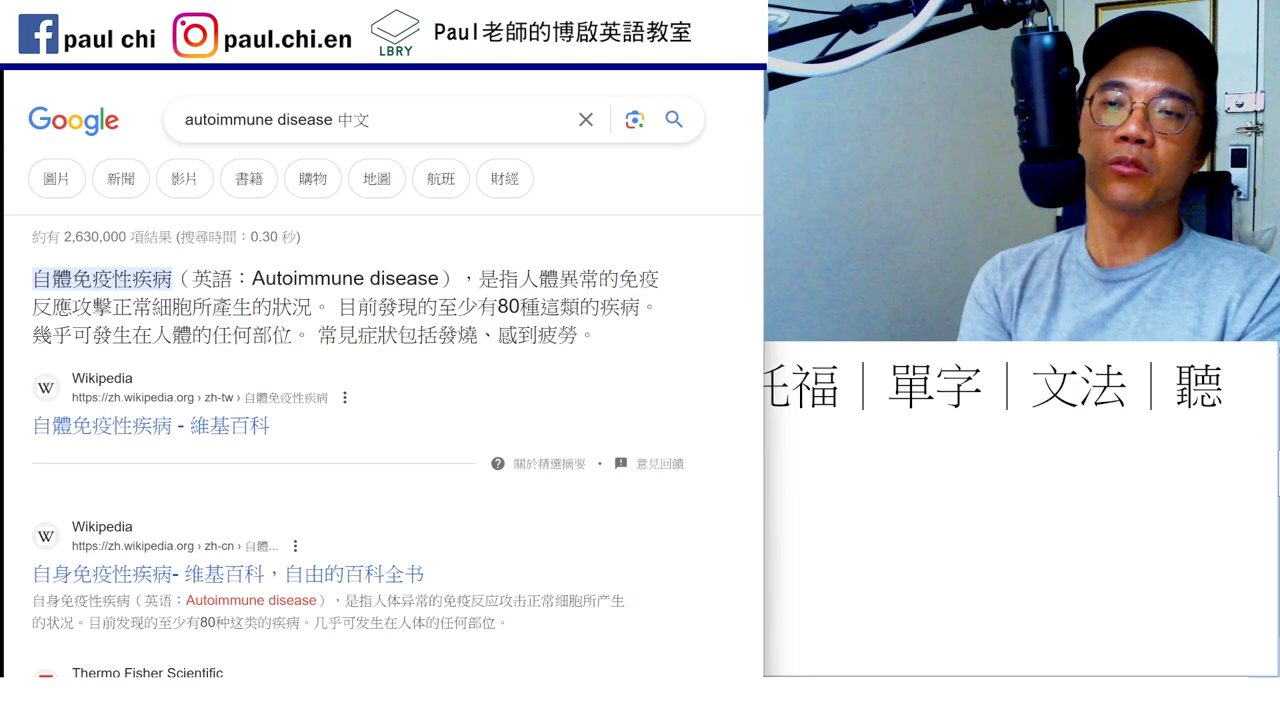 paul chi
paul.chi.en
LBRY
Paul老師的博啟英語教室
Google
autoimmune disease 中文
圖片
新聞
影片
書籍
購物
地圖
航班
財經
約有 2,630,000 項結果 (搜尋時間：0.30 秒)
自體免疫性疾病（英語：Autoimmune disease），是指人體異常的免疫
反應攻擊正常細胞所產生的狀況。 目前發現的至少有80種這類的疾病。
幾乎可發生在人體的任何部位。 常見症狀包括發燒、感到疲勞。
W
Wikipedia
https://zh.wikipedia.org › zh-tw › 自體免疫性疾病
自體免疫性疾病 - 維基百科
關於精選摘要 • 意見回饋
W
Wikipedia
https://zh.wikipedia.org › zh-cn › 自體...
自身免疫性疾病- 维基百科，自由的百科全书
自身免疫性疾病（英语：Autoimmune disease），是指人体异常的免疫反应攻击正常细胞所产生
的状况。目前发现的至少有80种这类的疾病。几乎可发生在人体的任何部位。
Thermo Fisher Scientific
托福｜單字｜文法｜聽